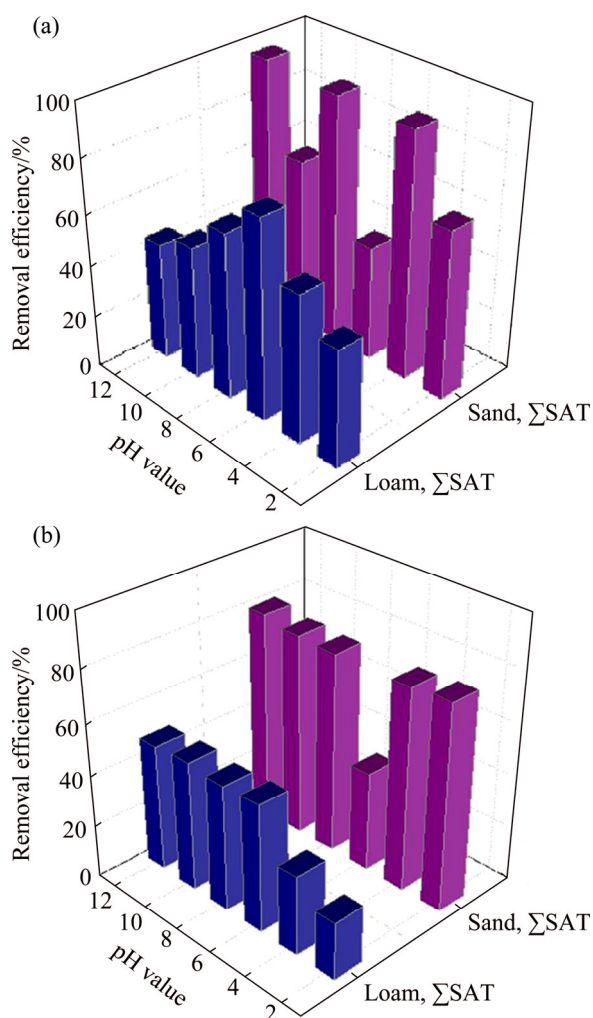 (a)
100
80
60
40
20
0
Removal efficiency/%
12
10
8
6
4
2
pH value
Sand, ∑SAT
Loam, ∑SAT
(b)
100
80
60
40
20
0
Removal efficiency/%
12
10
8
6
4
2
pH value
Sand, ∑SAT
Loam, ∑SAT